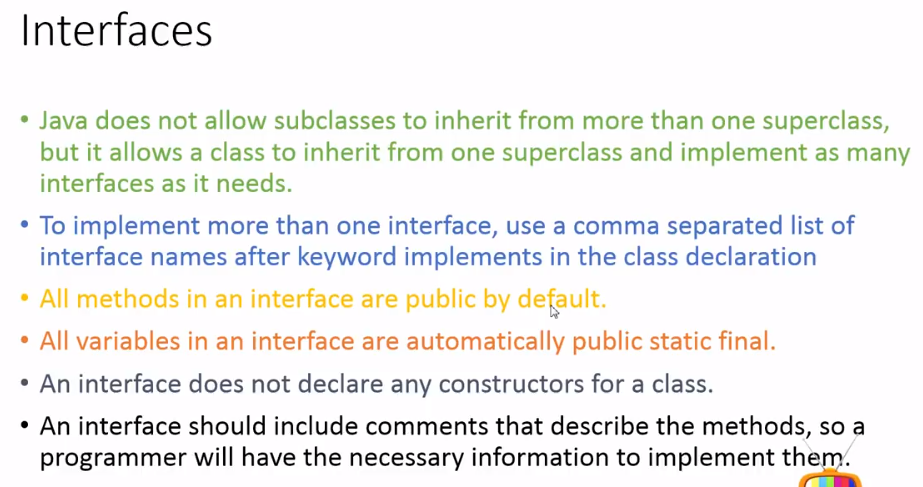 Interfaces
• Java does not allow subclasses to inherit from more than one superclass,
but it allows a class to inherit from one superclass and implement as many
interfaces as it needs.
• To implement more than one interface, use a comma separated list of
interface names after keyword implements in the class declaration
• All methods in an interface are public by default.
• All variables in an interface are automatically public static final.
• An interface does not declare any constructors for a class.
• An interface should include comments that describe the methods, so a
programmer will have the necessary information to implement them.